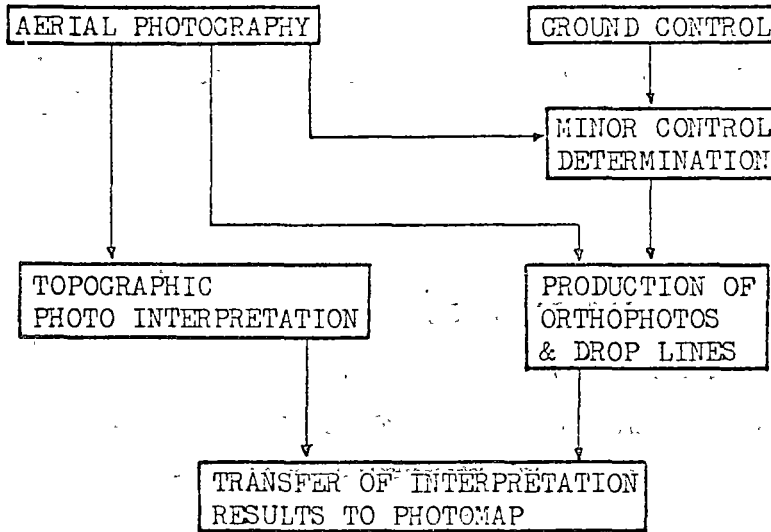 AERIAL PHOTOGRAPHY
GROUND CONTROL
MINOR CONTROL
DETERMINATION
TOPOGRAPHIC
PHOTO INTERPRETATION
PRODUCTION OF
ORTHOPHOTOS
& DROP LINES
TRANSFER OF INTERPRETATION
RESULTS TO PHOTOMAP